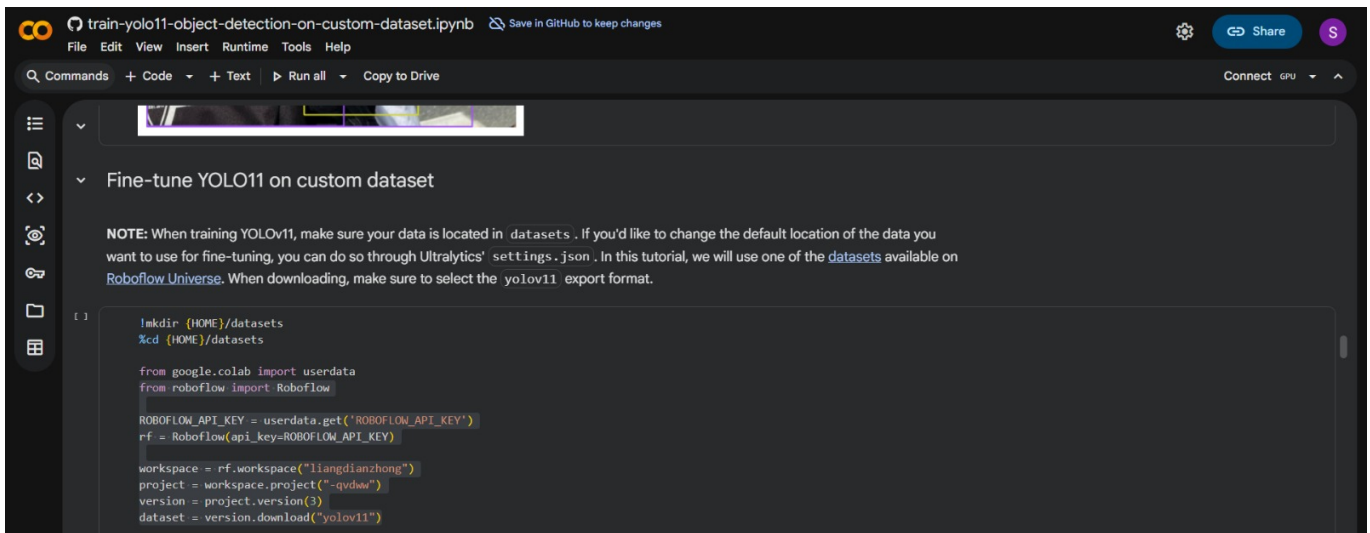 train-yolo11-object-detection-on-custom-dataset.ipynb Save in GitHub to keep changes
File Edit View Insert Runtime Tools Help
Share
S
Commands + Code + Text Run all Copy to Drive
Connect GPU
Fine-tune YOLO11 on custom dataset
NOTE: When training YOLOv11, make sure your data is located in datasets. If you'd like to change the default location of the data you
want to use for fine-tuning, you can do so through Ultralytics' settings.json. In this tutorial, we will use one of the datasets available on
Roboflow Universe. When downloading, make sure to select the yolov11 export format.
[ ]
!mkdir {HOME}/datasets
%cd {HOME}/datasets
from google.colab import userdata
from roboflow import Roboflow
ROBOFLOW_API_KEY = userdata.get('ROBOFLOW_API_KEY')
rf = Roboflow(api_key=ROBOFLOW_API_KEY)
workspace = rf.workspace("liangdianzhong")
project = workspace.project("-qvdww")
version = project.version(3)
dataset = version.download("yolov11")